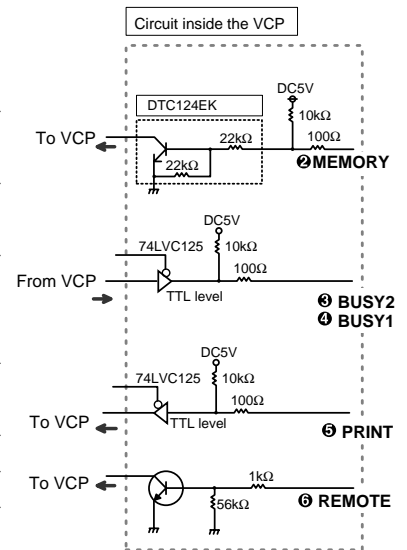 Circuit inside the VCP
DC5V
DTC124EK
10kΩ
To VCP
22kΩ
100Ω
❷MEMORY
22kΩ
DC5V
74LVC125
10kΩ
100Ω
From VCP
TTL level
❸ BUSY2
❹ BUSY1
DC5V
74LVC125
10kΩ
100Ω
To VCP
TTL level
❺ PRINT
To VCP
1kΩ
❻ REMOTE
56kΩ